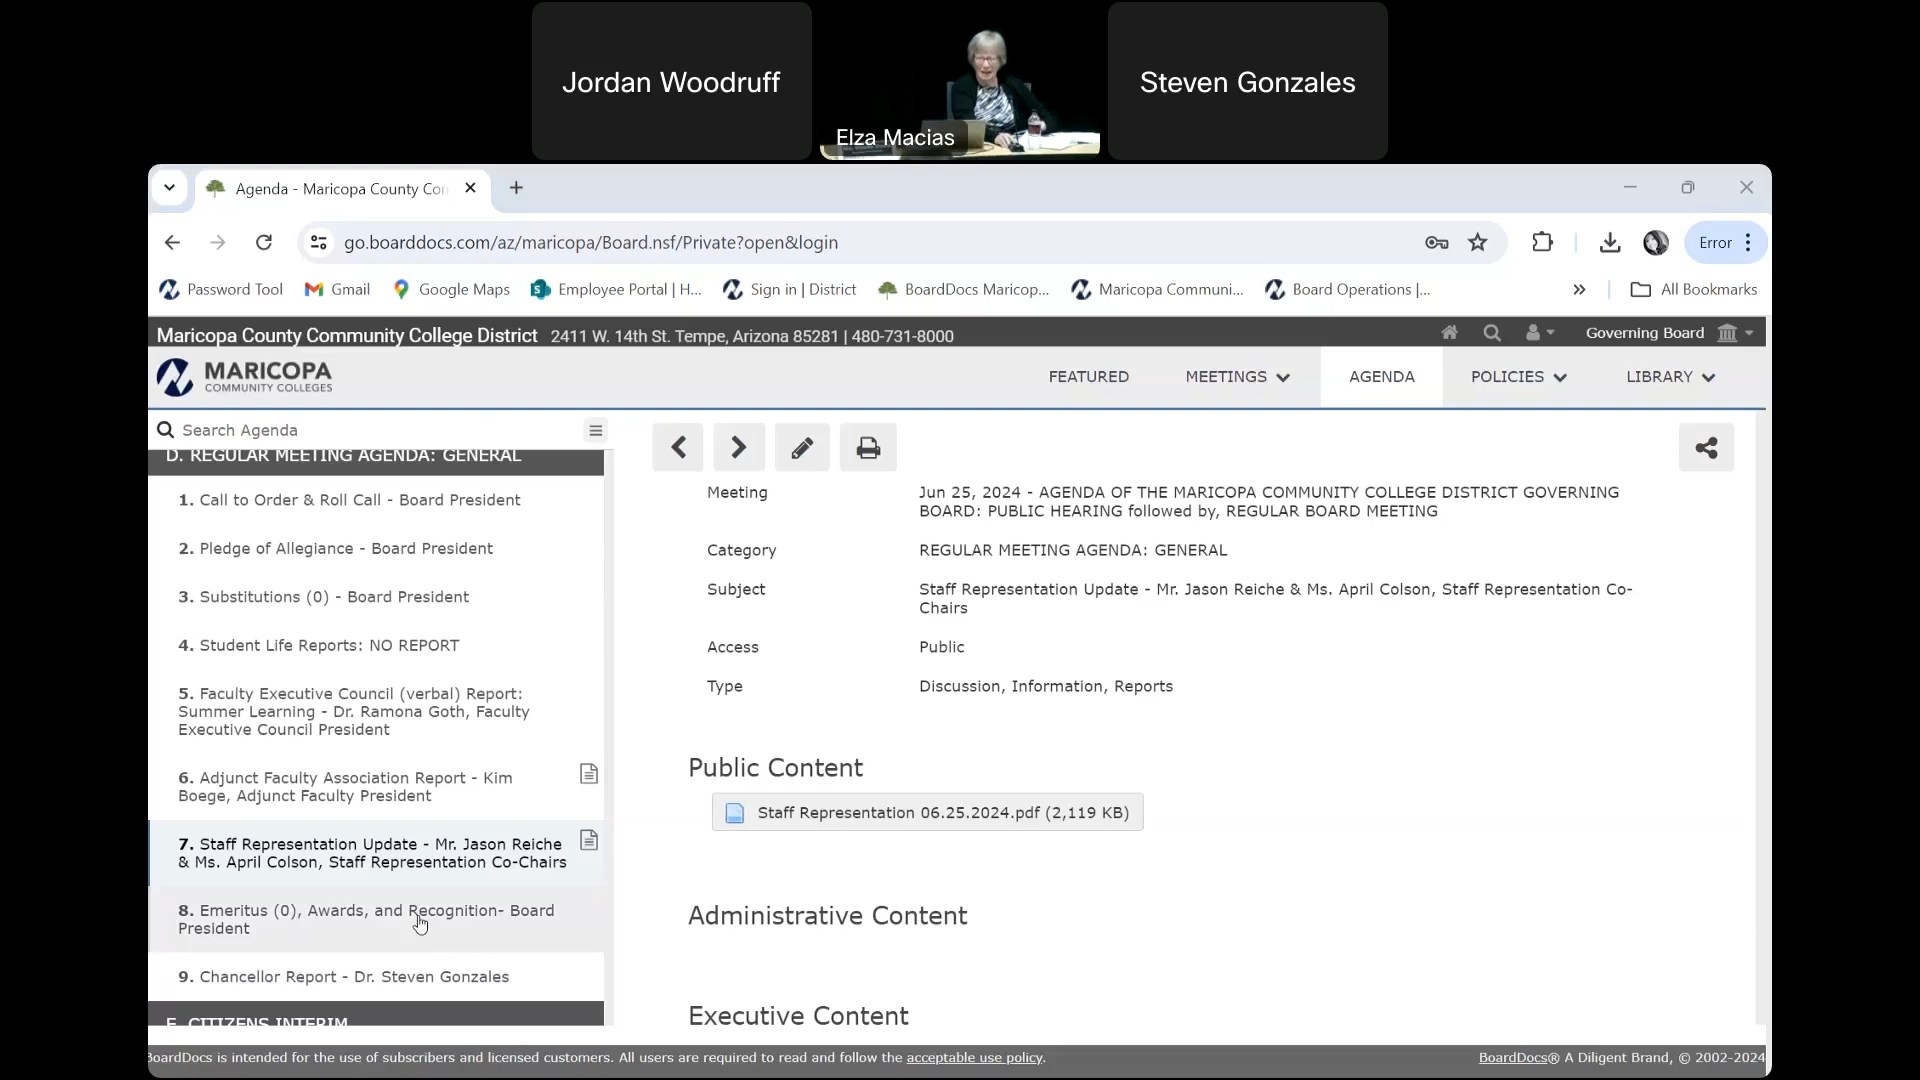 Jordan Woodruff
Elza Macias
Steven Gonzales
Agenda - Maricopa County Co
go.boarddocs.com/az/maricopa/Board.nsf/Private?open&login
Error
Password Tool
Gmail
Google Maps
Employee Portal | H...
Sign in | District
BoardDocs Maricop...
Maricopa Communi...
Board Operations |...
»
All Bookmarks
Maricopa County Community College District 2411 W. 14th St. Tempe, Arizona 85281 | 480-731-8000
Governing Board
MARICOPA
COMMUNITY COLLEGES
FEATURED
MEETINGS
AGENDA
POLICIES
LIBRARY
Search Agenda
D. REGULAR MEETING AGENDA: GENERAL
1. Call to Order & Roll Call - Board President
2. Pledge of Allegiance - Board President
3. Substitutions (0) - Board President
4. Student Life Reports: NO REPORT
5. Faculty Executive Council (verbal) Report:
Summer Learning - Dr. Ramona Goth, Faculty
Executive Council President
6. Adjunct Faculty Association Report - Kim
Boege, Adjunct Faculty President
7. Staff Representation Update - Mr. Jason Reiche
& Ms. April Colson, Staff Representation Co-Chairs
8. Emeritus (0), Awards, and Recognition- Board
President
9. Chancellor Report - Dr. Steven Gonzales
E. CITIZENS INTERIM
Meeting
Jun 25, 2024 - AGENDA OF THE MARICOPA COMMUNITY COLLEGE DISTRICT GOVERNING
BOARD: PUBLIC HEARING followed by, REGULAR BOARD MEETING
Category
REGULAR MEETING AGENDA: GENERAL
Subject
Staff Representation Update - Mr. Jason Reiche & Ms. April Colson, Staff Representation Co-
Chairs
Access
Public
Type
Discussion, Information, Reports
Public Content
Staff Representation 06.25.2024.pdf (2,119 KB)
Administrative Content
Executive Content
BoardDocs is intended for the use of subscribers and licensed customers. All users are required to read and follow the acceptable use policy.
BoardDocs® A Diligent Brand, © 2002-2024